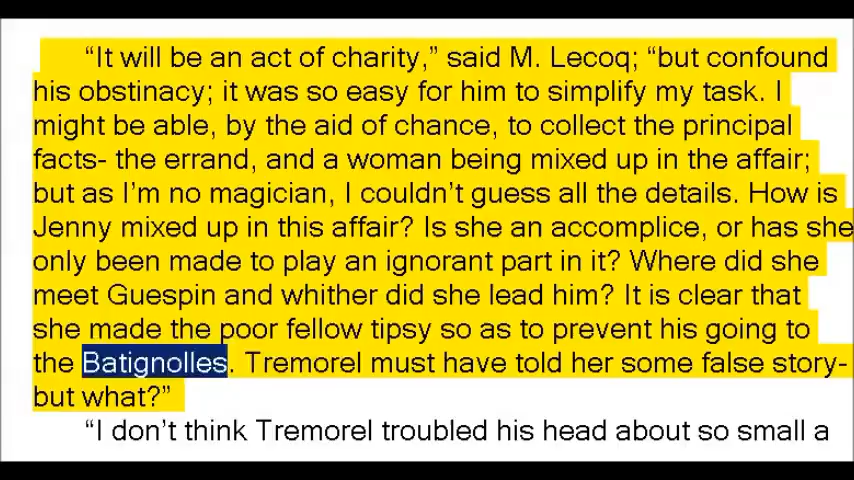 “It will be an act of charity,” said M. Lecoq; “but confound
his obstinacy; it was so easy for him to simplify my task. I
might be able, by the aid of chance, to collect the principal
facts- the errand, and a woman being mixed up in the affair;
but as I’m no magician, I couldn’t guess all the details. How is
Jenny mixed up in this affair? Is she an accomplice, or has she
only been made to play an ignorant part in it? Where did she
meet Guespin and whither did she lead him? It is clear that
she made the poor fellow tipsy so as to prevent his going to
the Batignolles. Tremorel must have told her some false story-
but what?”
“I don’t think Tremorel troubled his head about so small a